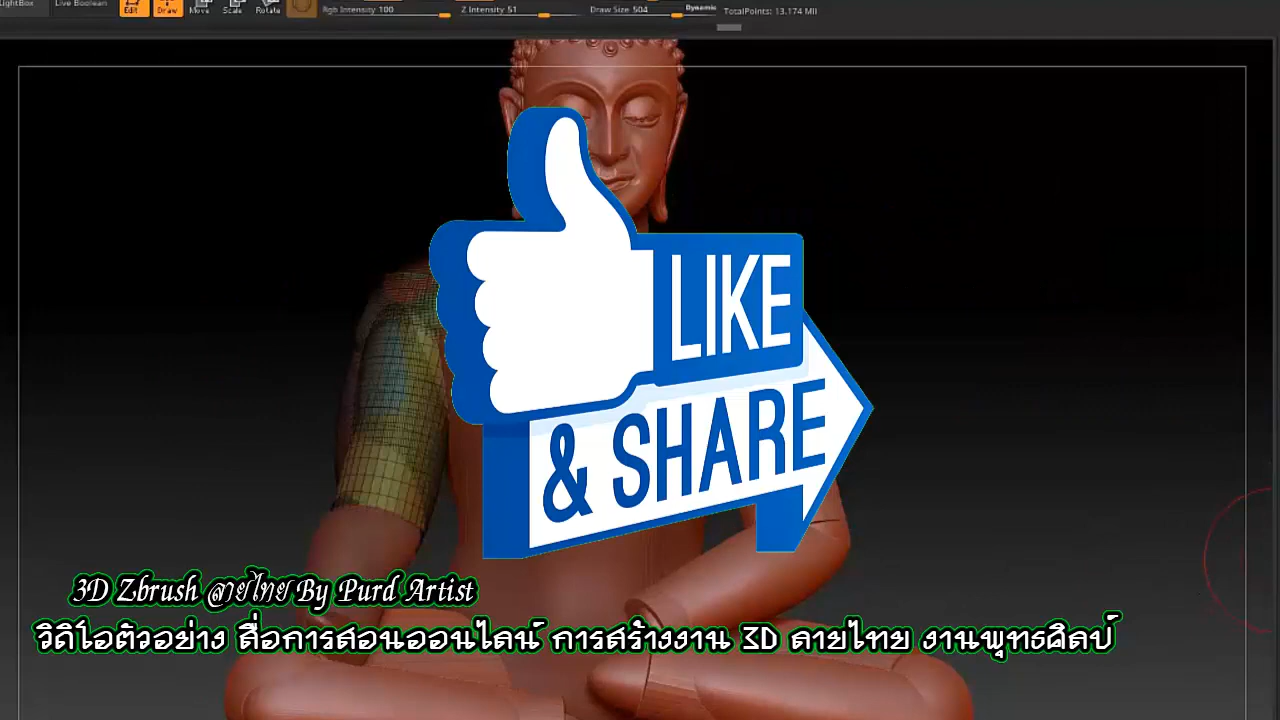 LightBox
Live Boolean
Edit
Draw
Move
Scale
Rotate
Rgb Intensity 100
Z Intensity 51
Draw Size 504
Dynamic
TotalPoints: 13.174 Mil
LIKE
& SHARE
3D Zbrush ลายไทย By Purd Artist
วิดิโอตัวอย่าง สื่อการสอนออนไลน์ การสร้างงาน 3D ลายไทย งานพุทธศิลป์